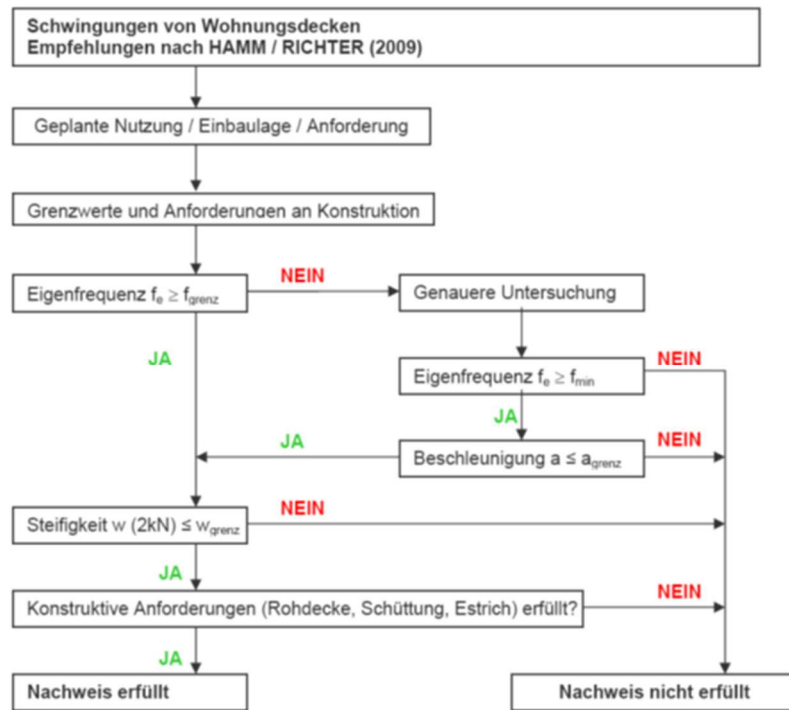 Schwingungen von Wohnungsdecken
Empfehlungen nach HAMM / RICHTER (2009)
Geplante Nutzung / Einbaulage / Anforderung
Grenzwerte und Anforderungen an Konstruktion
Eigenfrequenz fe ≥ fgrenz
NEIN
Genauere Untersuchung
JA
Eigenfrequenz fe ≥ fmin
NEIN
JA
JA
Beschleunigung a ≤ agrenz
NEIN
Steifigkeit w (2kN) ≤ wgrenz
NEIN
JA
Konstruktive Anforderungen (Rohdecke, Schüttung, Estrich) erfüllt?
NEIN
JA
Nachweis erfüllt
Nachweis nicht erfüllt